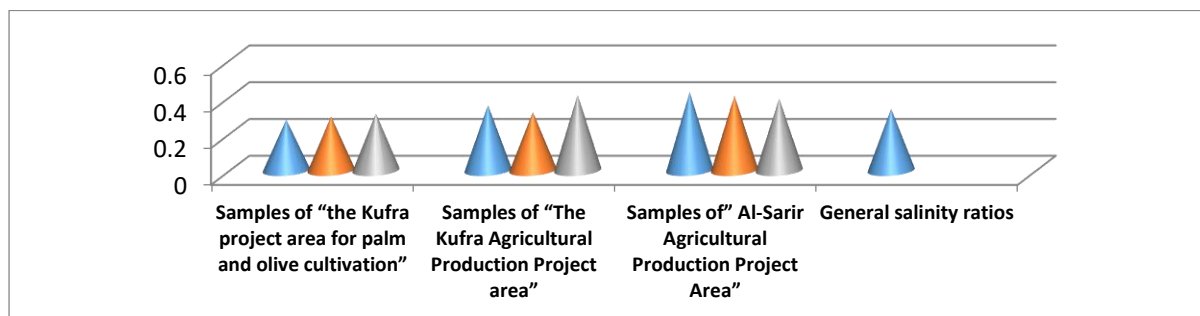 0.6
0.4
0.2
0
Samples of “the Kufra
project area for palm
and olive cultivation”
Samples of “The
Kufra Agricultural
Production Project
area”
Samples of” Al-Sarir
Agricultural
Production Project
Area”
General salinity ratios